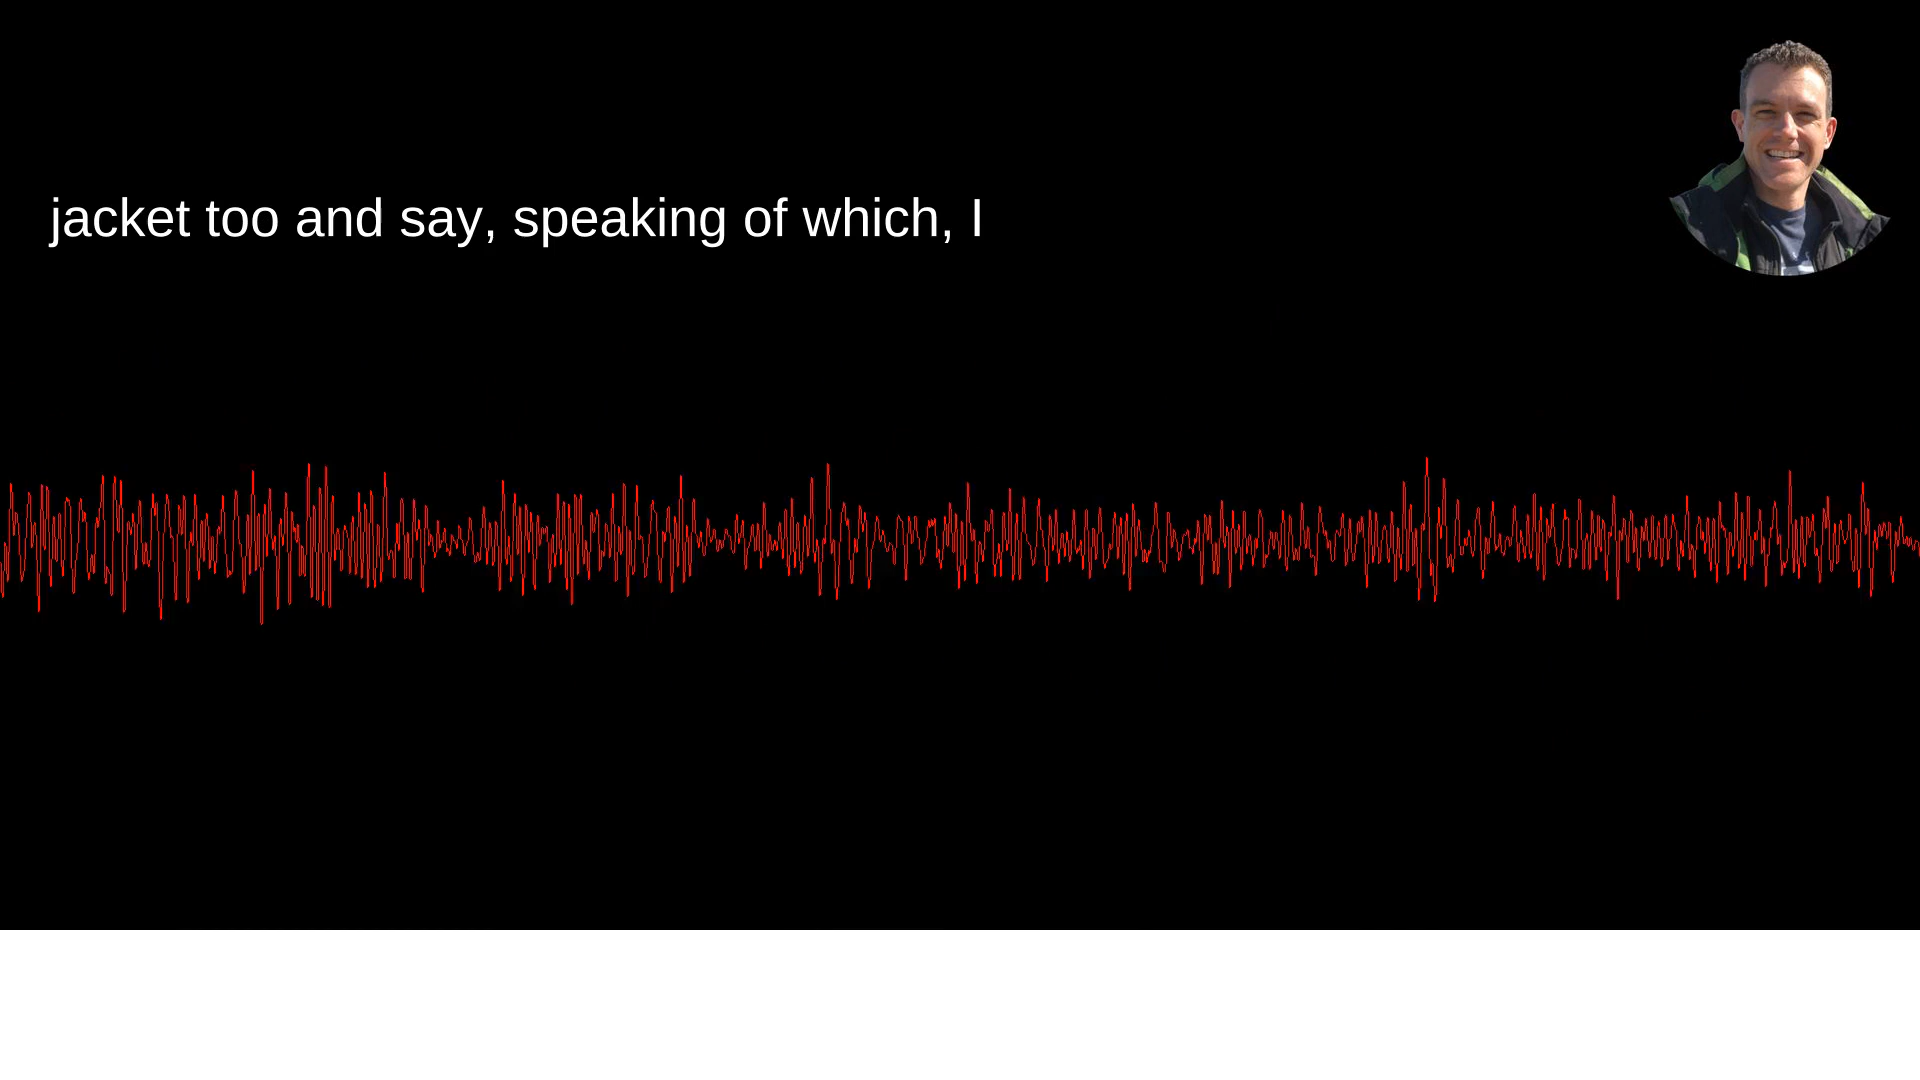 jacket too and say, speaking of which, I